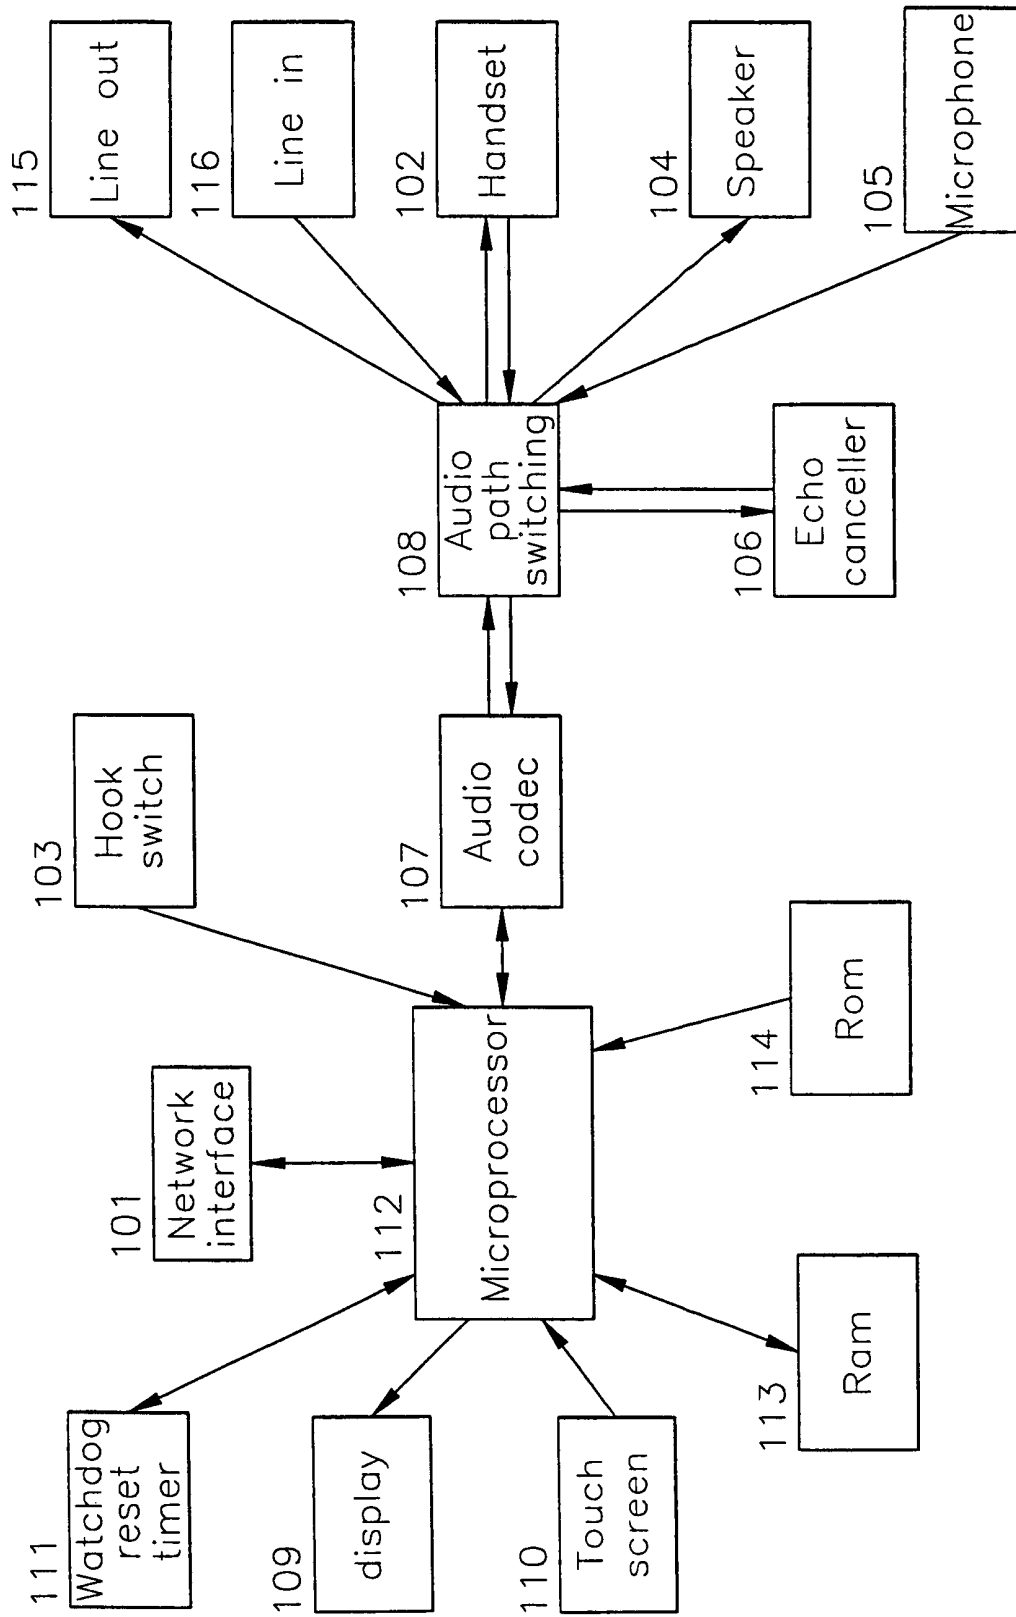 111
Watchdog
reset
timer
109
display
110
Touch
screen
101
Network
interface
112
Microprocessor
113
Ram
103
Hook
switch
114
Rom
107
Audio
codec
108
Audio
path
switching
106
Echo
canceller
115
Line out
116
Line in
102
Handset
104
Speaker
105
Microphone